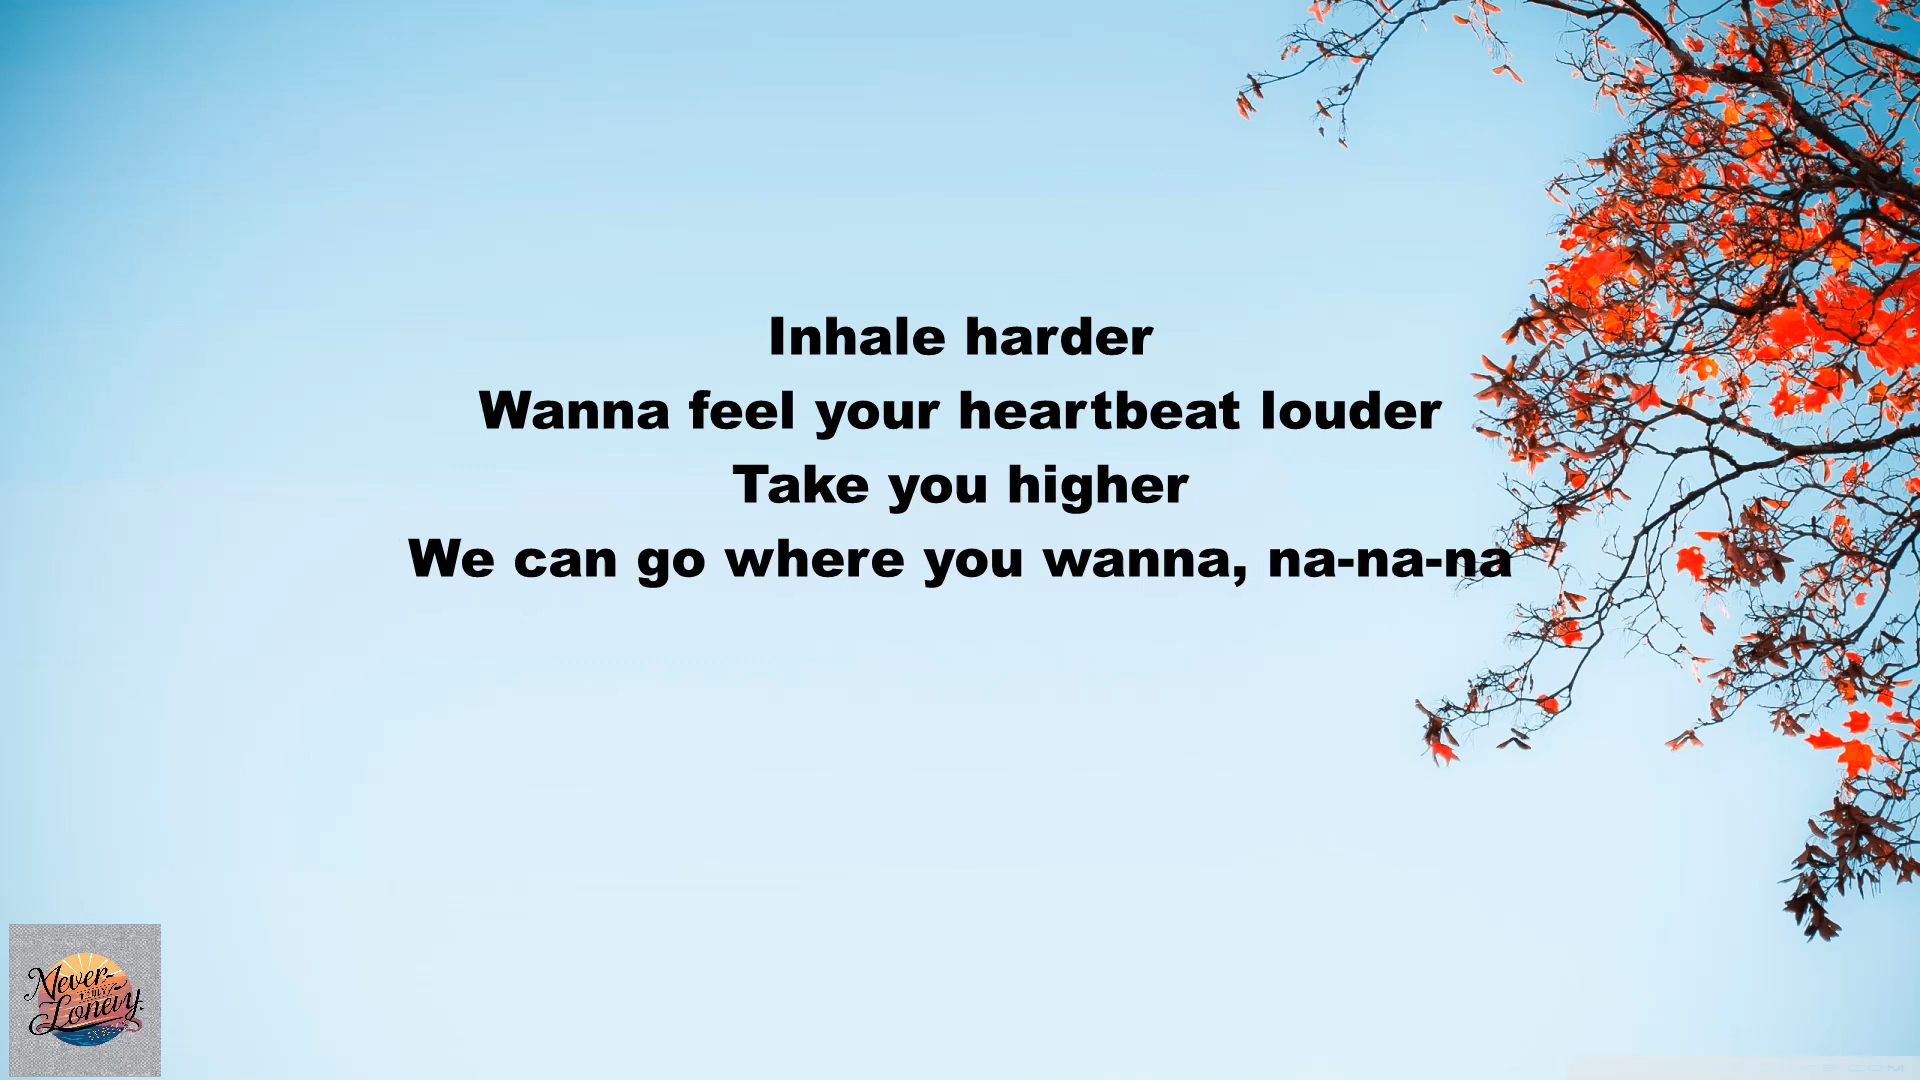 Inhale harder
Wanna feel your heartbeat louder
Take you higher
We can go where you wanna, na-na-na
Never
Lonely